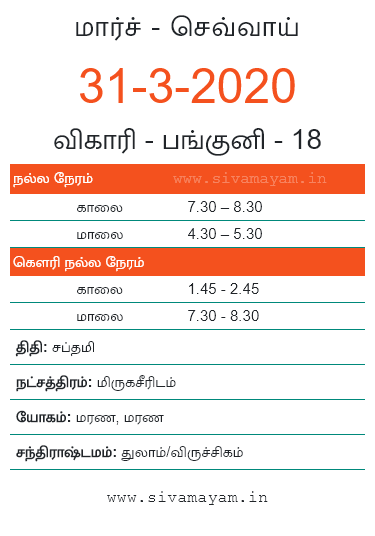 மார்ச் - செவ்வாய்
31-3-2020
விகாரி - பங்குனி - 18
நல்ல நேரம் www.sivamayam.in
காலை 7.30 – 8.30
மாலை 4.30 – 5.30
கௌரி நல்ல நேரம்
காலை 1.45 - 2.45
மாலை 7.30 - 8.30
திதி: சப்தமி
நட்சத்திரம்: மிருகசீரிடம்
யோகம்: மரண, மரண
சந்திராஷ்டமம்: துலாம்/விருச்சிகம்
www.sivamayam.in